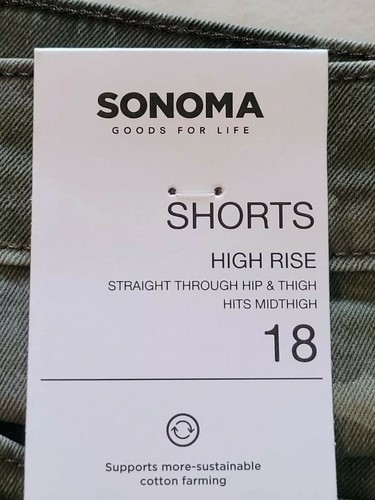 SONOMA
GOODS FOR LIFE
SHORTS
HIGH RISE
STRAIGHT THROUGH HIP & THIGH
HITS MIDTHIGH
18
Supports more-sustainable
cotton farming